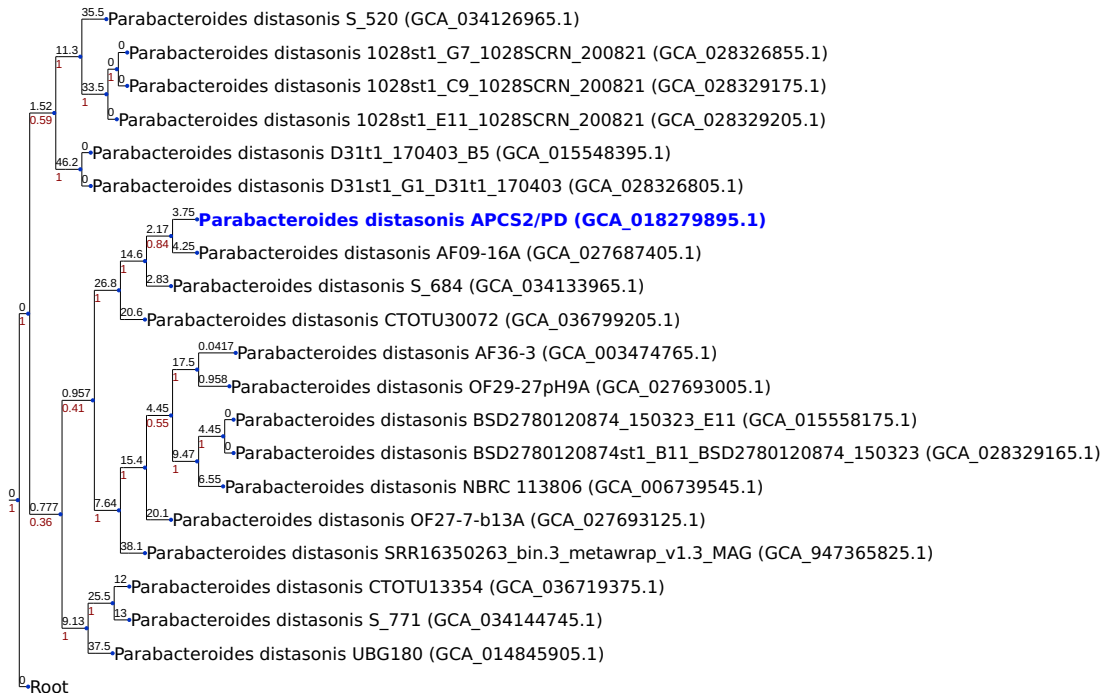 35.5 Parabacteroides distasonis S_520 (GCA_034126965.1)
11.3
1
0 Parabacteroides distasonis 1028st1_G7_1028SCRN_200821 (GCA_028326855.1)
0
1
0 Parabacteroides distasonis 1028st1_C9_1028SCRN_200821 (GCA_028329175.1)
33.5
1
0 Parabacteroides distasonis 1028st1_E11_1028SCRN_200821 (GCA_028329205.1)
1.52
0.59
0 Parabacteroides distasonis D31t1_170403_B5 (GCA_015548395.1)
46.2
1
0 Parabacteroides distasonis D31st1_G1_D31t1_170403 (GCA_028326805.1)
3.75 Parabacteroides distasonis APCS2/PD (GCA_018279895.1)
2.17
0.84
4.25 Parabacteroides distasonis AF09-16A (GCA_027687405.1)
14.6
1
2.83 Parabacteroides distasonis S_684 (GCA_034133965.1)
26.8
1
20.6 Parabacteroides distasonis CTOTU30072 (GCA_036799205.1)
0
1
0.0417 Parabacteroides distasonis AF36-3 (GCA_003474765.1)
17.5
1
0.958 Parabacteroides distasonis OF29-27pH9A (GCA_027693005.1)
0.957
0.41
4.45
0.55
0 Parabacteroides distasonis BSD2780120874_150323_E11 (GCA_015558175.1)
4.45
1
0 Parabacteroides distasonis BSD2780120874st1_B11_BSD2780120874_150323 (GCA_028329165.1)
9.47
1
15.4
1
6.55 Parabacteroides distasonis NBRC 113806 (GCA_006739545.1)
0
1
0.777
0.36
7.64
1
20.1 Parabacteroides distasonis OF27-7-b13A (GCA_027693125.1)
38.1 Parabacteroides distasonis SRR16350263_bin.3_metawrap_v1.3_MAG (GCA_947365825.1)
12 Parabacteroides distasonis CTOTU13354 (GCA_036719375.1)
25.5
1
13 Parabacteroides distasonis S_771 (GCA_034144745.1)
9.13
1
37.5 Parabacteroides distasonis UBG180 (GCA_014845905.1)
0 Root